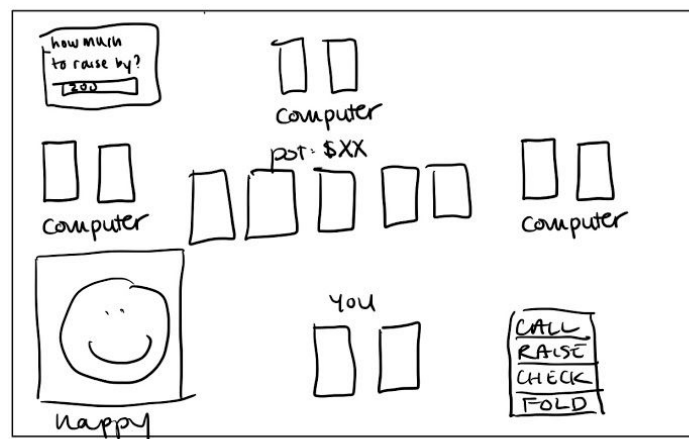 how much
to raise by?
200
computer
pot: $XX
computer
computer
YOU
CALL
RAISE
CHECK
FOLD
happy